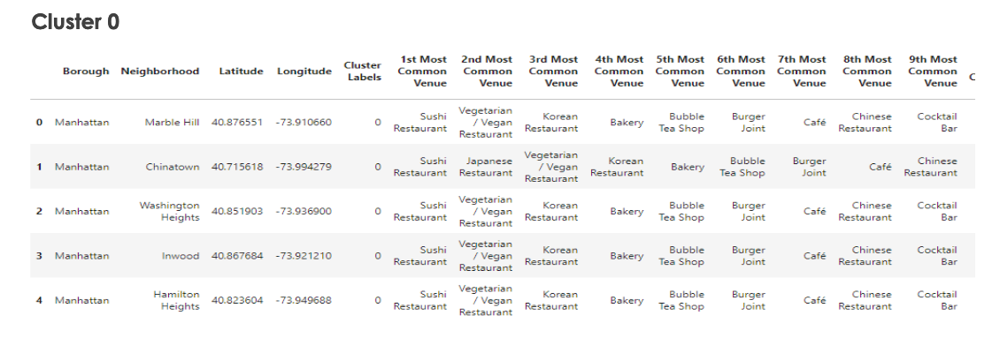 Cluster 0
Borough Neighborhood Latitude Longitude Cluster Labels 1st Most Common Venue 2nd Most Common Venue 3rd Most Common Venue 4th Most Common Venue 5th Most Common Venue 6th Most Common Venue 7th Most Common Venue 8th Most Common Venue 9th Most Common Venue C
0 Manhattan Marble Hill 40.876551 -73.910660 0 Sushi Restaurant Vegetarian / Vegan Restaurant Korean Restaurant Bakery Bubble Tea Shop Burger Joint Café Chinese Restaurant Cocktail Bar
1 Manhattan Chinatown 40.715618 -73.994279 0 Sushi Restaurant Japanese Restaurant Vegetarian / Vegan Restaurant Korean Restaurant Bakery Bubble Tea Shop Burger Joint Café Chinese Restaurant
2 Manhattan Washington Heights 40.851903 -73.936900 0 Sushi Restaurant Vegetarian / Vegan Restaurant Korean Restaurant Bakery Bubble Tea Shop Burger Joint Café Chinese Restaurant Cocktail Bar
3 Manhattan Inwood 40.867684 -73.921210 0 Sushi Restaurant Vegetarian / Vegan Restaurant Korean Restaurant Bakery Bubble Tea Shop Burger Joint Café Chinese Restaurant Cocktail Bar
4 Manhattan Hamilton Heights 40.823604 -73.949688 0 Sushi Restaurant Vegetarian / Vegan Restaurant Korean Restaurant Bakery Bubble Tea Shop Burger Joint Café Chinese Restaurant Cocktail Bar